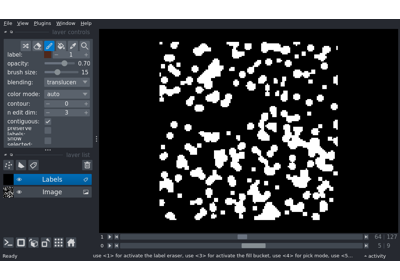 File View Plugins Window Help
layer controls
label: 1
opacity: 0.70
brush size: 15
blending: translucen
color mode: auto
contour: 0
n edit dim: 3
contiguous:
preserve
labels:
show
selected:
layer list
Labels
Image
1 64 127
0 5 9
Ready use <1> for activate the label eraser, use <3> for activate the fill bucket, use <4> for pick mode, use <5... activity